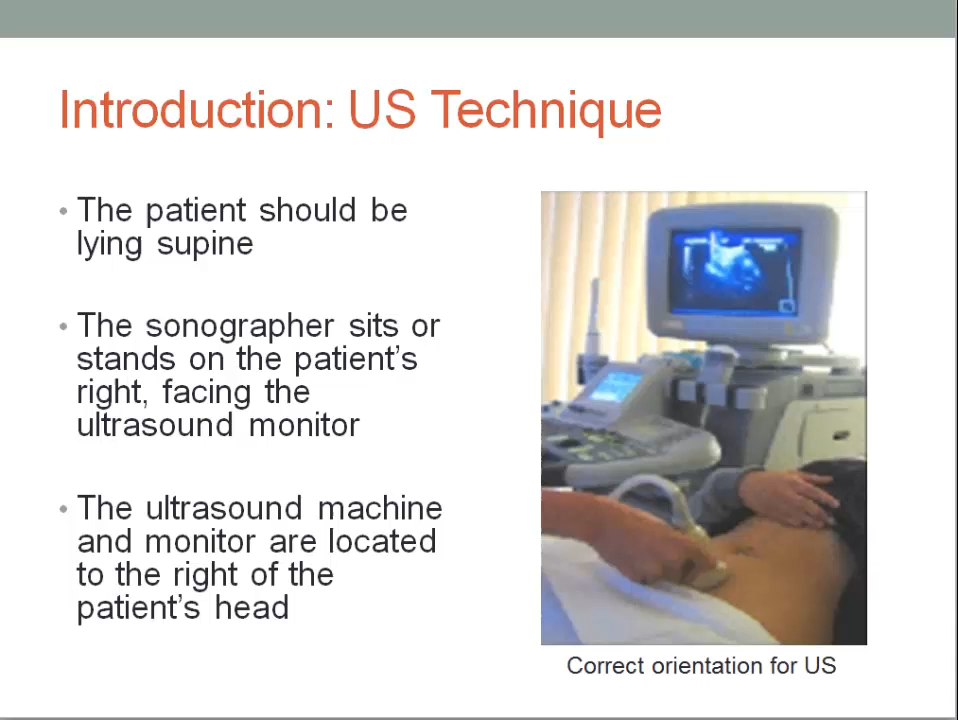 Introduction: US Technique
• The patient should be
lying supine
• The sonographer sits or
stands on the patient's
right, facing the
ultrasound monitor
• The ultrasound machine
and monitor are located
to the right of the
patient's head
Correct orientation for US